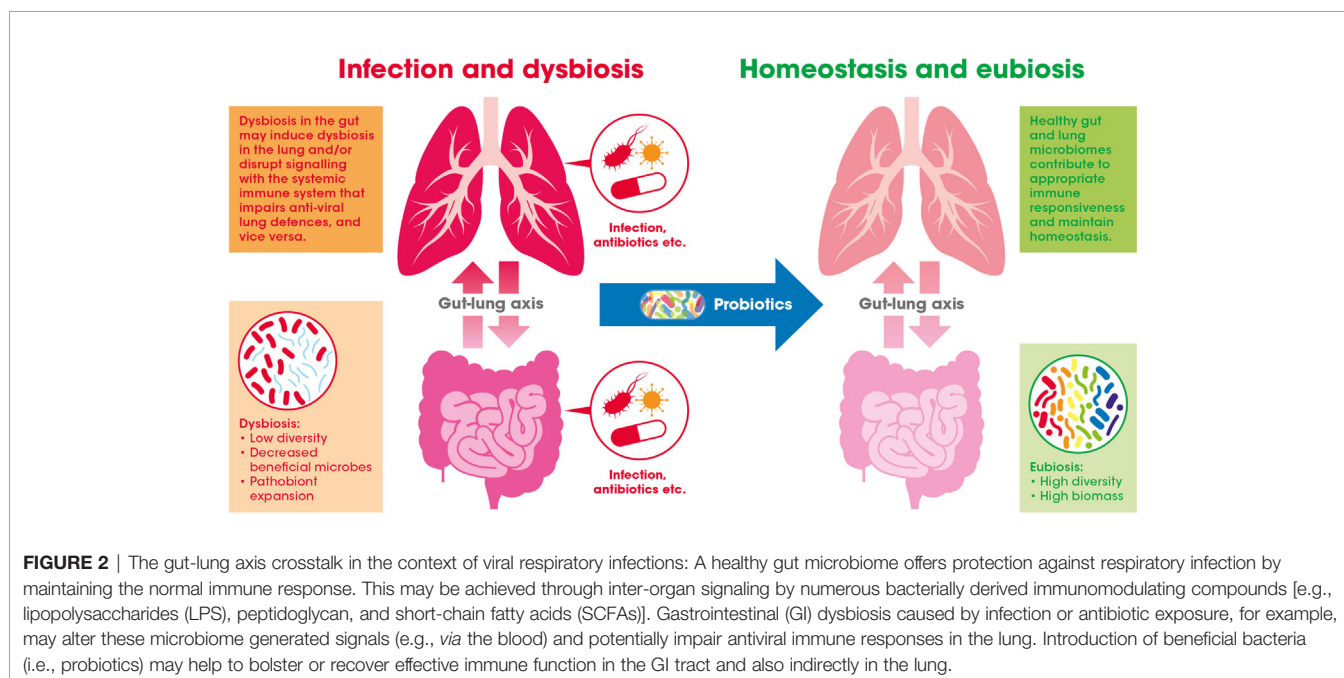 Infection and dysbiosis
Homeostasis and eubiosis
Dysbiosis in the gut
may induce dysbiosis
in the lung and/or
disrupt signalling
with the systemic
immune system that
impairs anti-viral
lung defences, and
vice versa.
Infection,
antibiotics etc.
Healthy gut
and lung
microbiomes
contribute to
appropriate
immune
responsiveness
and maintain
homeostasis.
Gut-lung axis
Probiotics
Gut-lung axis
Dysbiosis:
• Low diversity
• Decreased
beneficial microbes
• Pathobiont
expansion
Infection,
antibiotics etc.
Eubiosis:
• High diversity
• High biomass
FIGURE 2 | The gut-lung axis crosstalk in the context of viral respiratory infections: A healthy gut microbiome offers protection against respiratory infection by
maintaining the normal immune response. This may be achieved through inter-organ signaling by numerous bacterially derived immunomodulating compounds [e.g.,
lipopolysaccharides (LPS), peptidoglycan, and short-chain fatty acids (SCFAs)]. Gastrointestinal (GI) dysbiosis caused by infection or antibiotic exposure, for example,
may alter these microbiome generated signals (e.g., via the blood) and potentially impair antiviral immune responses in the lung. Introduction of beneficial bacteria
(i.e., probiotics) may help to bolster or recover effective immune function in the GI tract and also indirectly in the lung.